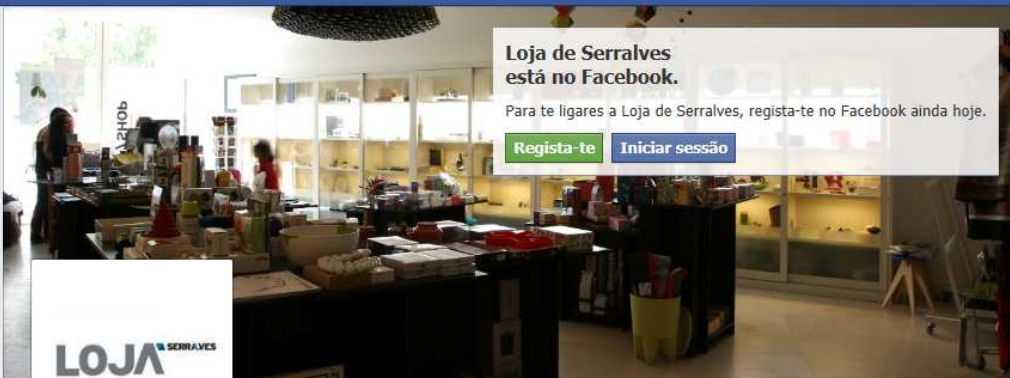 Loja de Serralves
está no Facebook.
Para te ligares a Loja de Serralves, regista-te no Facebook ainda hoje.
Regista-te Iniciar sessão
SHOP
LOJA SERRALVES